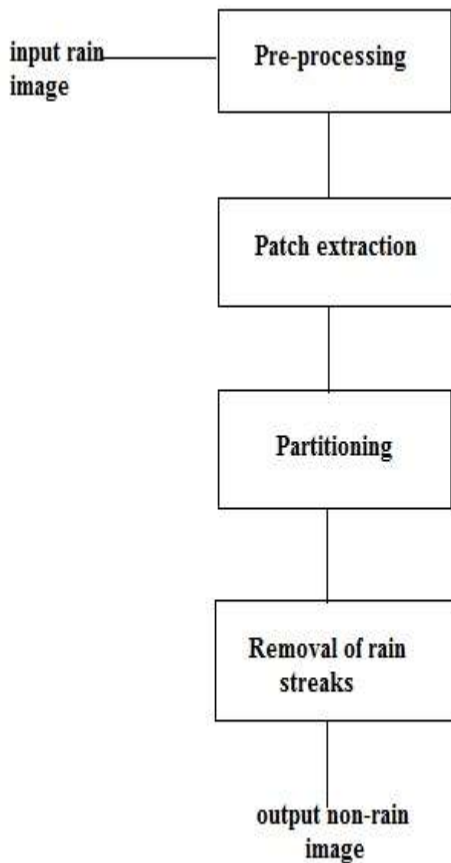 input rain
image
Pre-processing
Patch extraction
Partitioning
Removal of rain
streaks
output non-rain
image